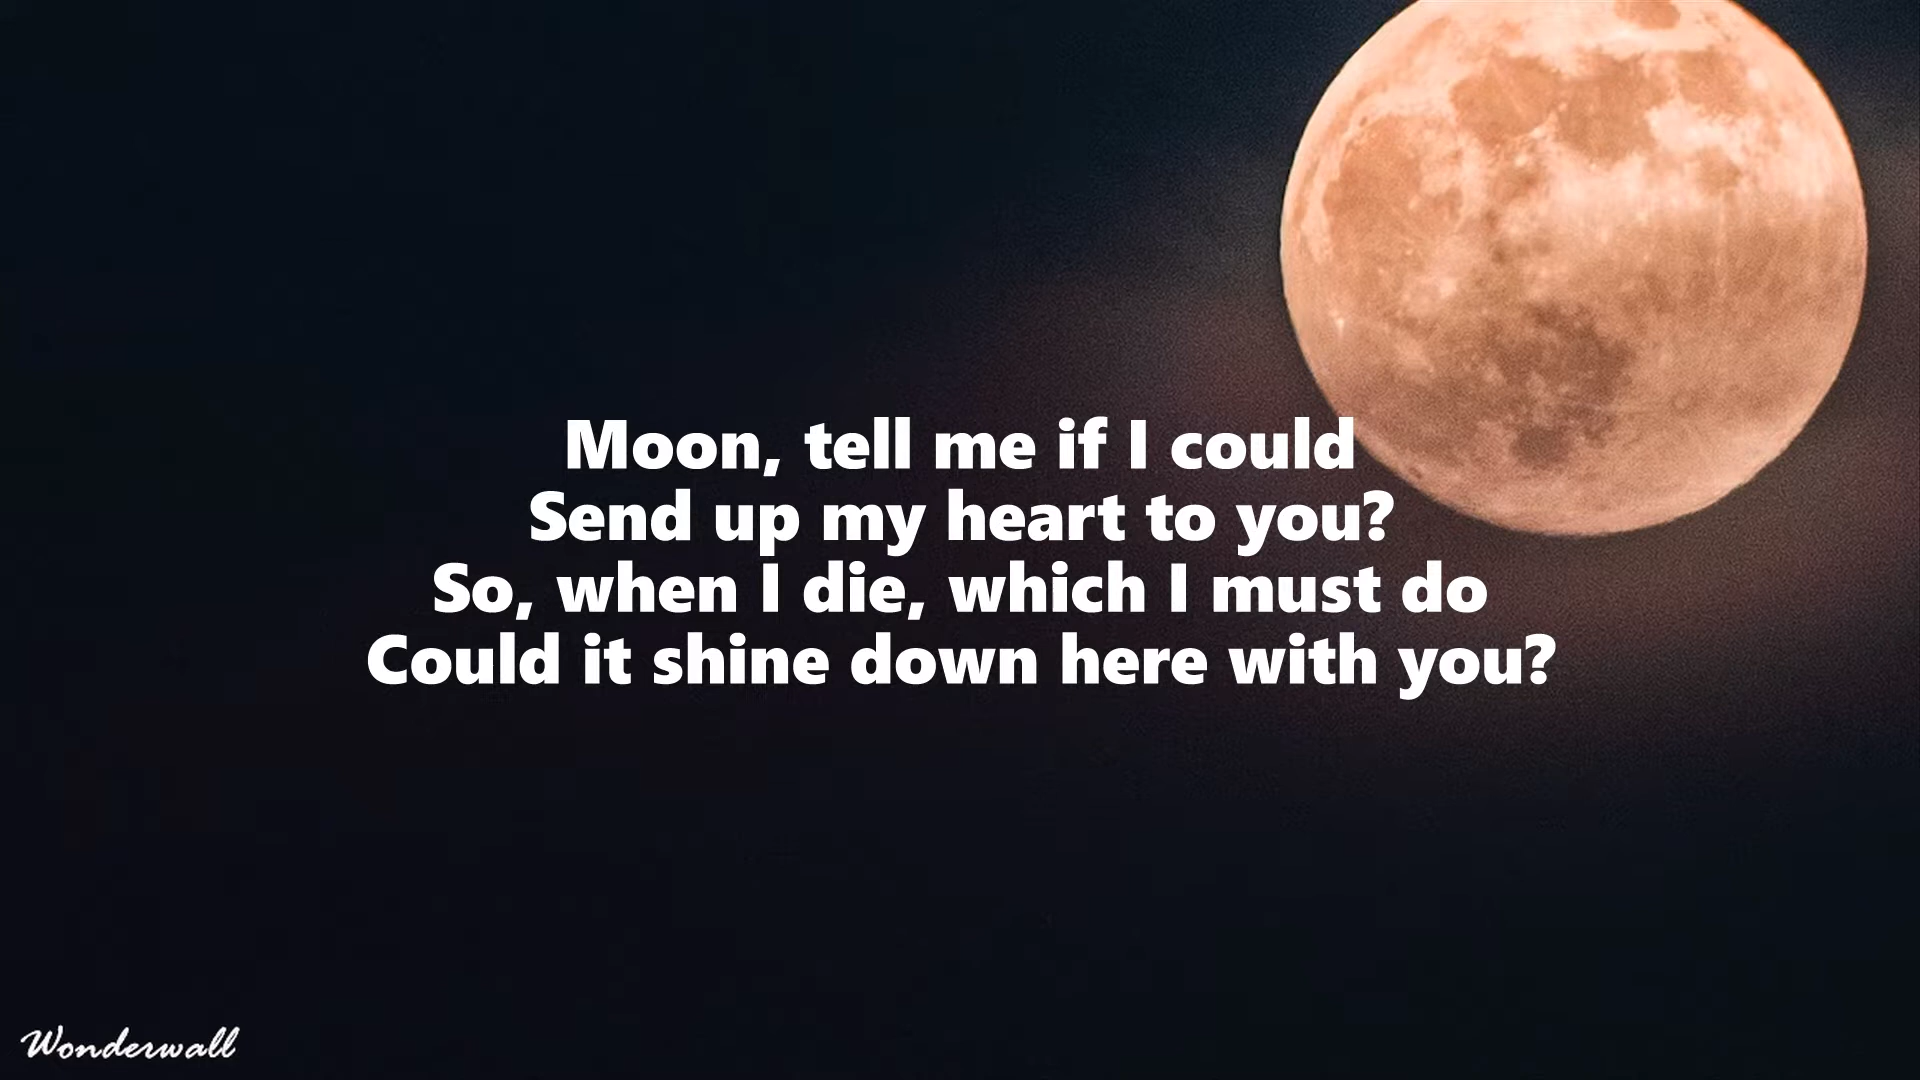 Moon, tell me if I could
Send up my heart to you?
So, when I die, which I must do
Could it shine down here with you?
Wonderwall